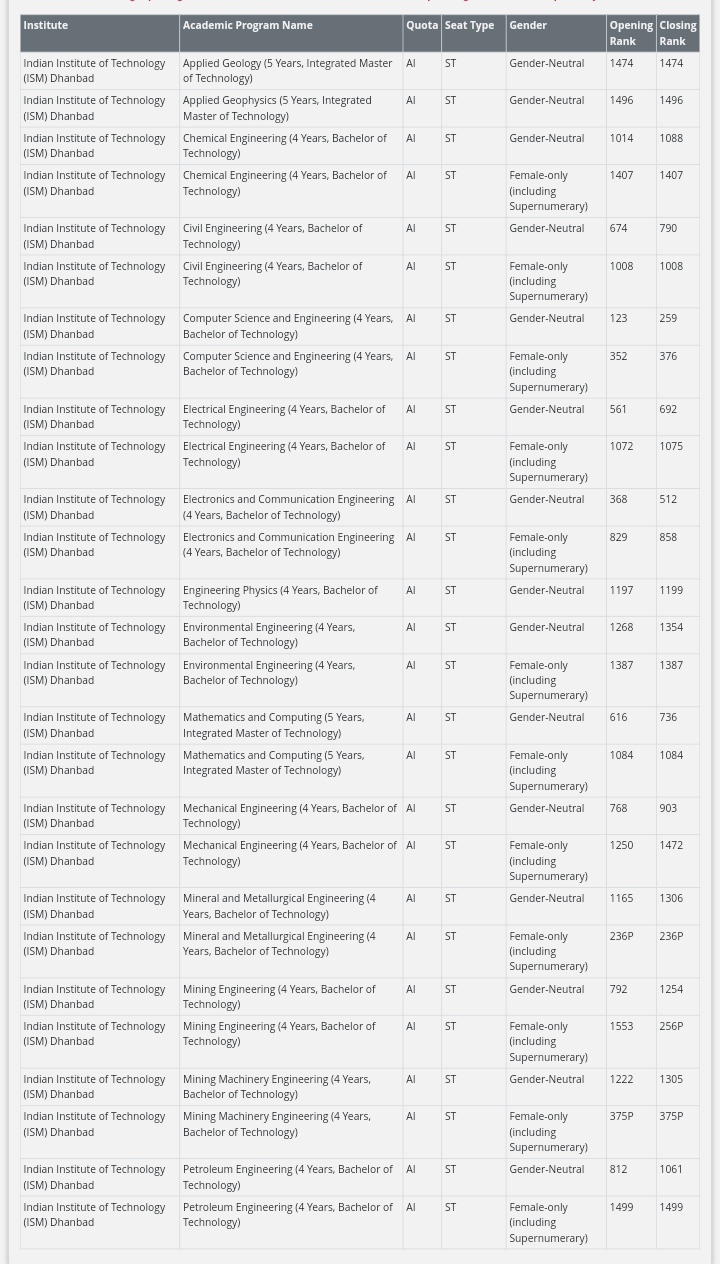 Institute Academic Program Name Quota Seat Type Gender Opening Closing
Rank Rank
Indian Institute of Technology Applied Geology (5 Years, Integrated Master AI ST Gender-Neutral 1474 1474
(ISM) Dhanbad of Technology)
Indian Institute of Technology Applied Geophysics (5 Years, Integrated AI ST Gender-Neutral 1496 1496
(ISM) Dhanbad Master of Technology)
Indian Institute of Technology Chemical Engineering (4 Years, Bachelor of AI ST Gender-Neutral 1014 1088
(ISM) Dhanbad Technology)
Indian Institute of Technology Chemical Engineering (4 Years, Bachelor of AI ST Female-only 1407 1407
(ISM) Dhanbad Technology) (including
Supernumerary)
Indian Institute of Technology Civil Engineering (4 Years, Bachelor of AI ST Gender-Neutral 674 790
(ISM) Dhanbad Technology)
Indian Institute of Technology Civil Engineering (4 Years, Bachelor of AI ST Female-only 1008 1008
(ISM) Dhanbad Technology) (including
Supernumerary)
Indian Institute of Technology Computer Science and Engineering (4 Years, AI ST Gender-Neutral 123 259
(ISM) Dhanbad Bachelor of Technology)
Indian Institute of Technology Computer Science and Engineering (4 Years, AI ST Female-only 352 376
(ISM) Dhanbad Bachelor of Technology) (including
Supernumerary)
Indian Institute of Technology Electrical Engineering (4 Years, Bachelor of AI ST Gender-Neutral 561 692
(ISM) Dhanbad Technology)
Indian Institute of Technology Electrical Engineering (4 Years, Bachelor of AI ST Female-only 1072 1075
(ISM) Dhanbad Technology) (including
Supernumerary)
Indian Institute of Technology Electronics and Communication Engineering AI ST Gender-Neutral 368 512
(ISM) Dhanbad (4 Years, Bachelor of Technology)
Indian Institute of Technology Electronics and Communication Engineering AI ST Female-only 829 858
(ISM) Dhanbad (4 Years, Bachelor of Technology) (including
Supernumerary)
Indian Institute of Technology Engineering Physics (4 Years, Bachelor of AI ST Gender-Neutral 1197 1199
(ISM) Dhanbad Technology)
Indian Institute of Technology Environmental Engineering (4 Years, AI ST Gender-Neutral 1268 1354
(ISM) Dhanbad Bachelor of Technology)
Indian Institute of Technology Environmental Engineering (4 Years, AI ST Female-only 1387 1387
(ISM) Dhanbad Bachelor of Technology) (including
Supernumerary)
Indian Institute of Technology Mathematics and Computing (5 Years, AI ST Gender-Neutral 616 736
(ISM) Dhanbad Integrated Master of Technology)
Indian Institute of Technology Mathematics and Computing (5 Years, AI ST Female-only 1084 1084
(ISM) Dhanbad Integrated Master of Technology) (including
Supernumerary)
Indian Institute of Technology Mechanical Engineering (4 Years, Bachelor of AI ST Gender-Neutral 768 903
(ISM) Dhanbad Technology)
Indian Institute of Technology Mechanical Engineering (4 Years, Bachelor of AI ST Female-only 1250 1472
(ISM) Dhanbad Technology) (including
Supernumerary)
Indian Institute of Technology Mineral and Metallurgical Engineering (4 AI ST Gender-Neutral 1165 1306
(ISM) Dhanbad Years, Bachelor of Technology)
Indian Institute of Technology Mineral and Metallurgical Engineering (4 AI ST Female-only 236P 236P
(ISM) Dhanbad Years, Bachelor of Technology) (including
Supernumerary)
Indian Institute of Technology Mining Engineering (4 Years, Bachelor of AI ST Gender-Neutral 792 1254
(ISM) Dhanbad Technology)
Indian Institute of Technology Mining Engineering (4 Years, Bachelor of AI ST Female-only 1553 256P
(ISM) Dhanbad Technology) (including
Supernumerary)
Indian Institute of Technology Mining Machinery Engineering (4 Years, AI ST Gender-Neutral 1222 1305
(ISM) Dhanbad Bachelor of Technology)
Indian Institute of Technology Mining Machinery Engineering (4 Years, AI ST Female-only 375P 375P
(ISM) Dhanbad Bachelor of Technology) (including
Supernumerary)
Indian Institute of Technology Petroleum Engineering (4 Years, Bachelor of AI ST Gender-Neutral 812 1061
(ISM) Dhanbad Technology)
Indian Institute of Technology Petroleum Engineering (4 Years, Bachelor of AI ST Female-only 1499 1499
(ISM) Dhanbad Technology) (including
Supernumerary)